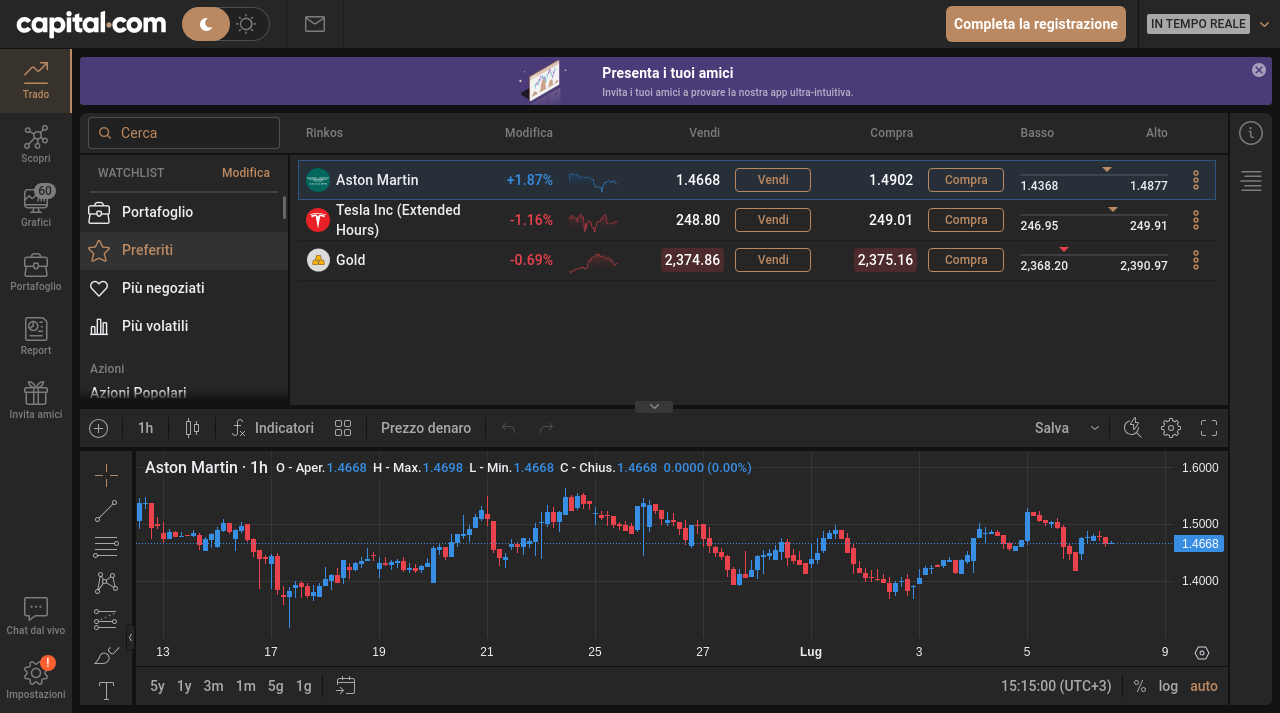 capital.com
Completa la registrazione
IN TEMPO REALE
Trado
Scopri
60
Grafici
Portafoglio
Report
Invita amici
Chat dal vivo
!
Impostazioni
Presenta i tuoi amici
Invita i tuoi amici a provare la nostra app ultra-intuitiva.
Cerca
WATCHLIST Modifica
Portafoglio
Preferiti
Più negoziati
Più volatili
Azioni
Azioni Popolari
Rinkos Modifica Vendi Compra Basso Alto
Aston Martin +1.87% 1.4668 Vendi 1.4902 Compra 1.4368 1.4877
Tesla Inc (Extended
Hours) -1.16% 248.80 Vendi 249.01 Compra 246.95 249.91
Gold -0.69% 2,374.86 Vendi 2,375.16 Compra 2,368.20 2,390.97
1h Indicatori Prezzo denaro Salva
Aston Martin · 1h O - Aper.1.4668 H - Max.1.4698 L - Min.1.4668 C - Chius.1.4668 0.0000 (0.00%)
1.6000
1.5000
1.4668
1.4000
13 17 19 21 25 27 Lug 3 5 9
5y 1y 3m 1m 5g 1g 15:15:00 (UTC+3) % log auto